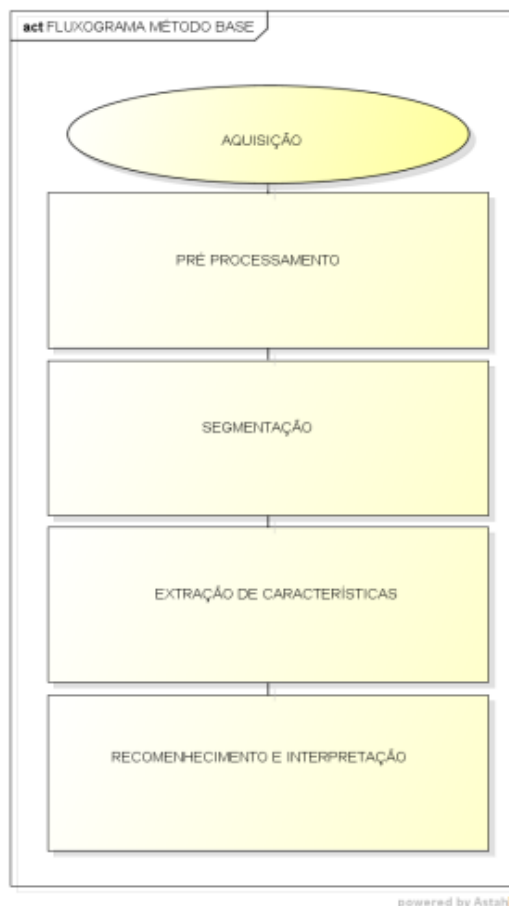 act FLUXOGRAMA MÉTODO BASE
AQUISIÇÃO
PRÉ PROCESSAMENTO
SEGMENTAÇÃO
EXTRAÇÃO DE CARACTERÍSTICAS
RECOMENHECIMENTO E INTERPRETAÇÃO
powered by Astah